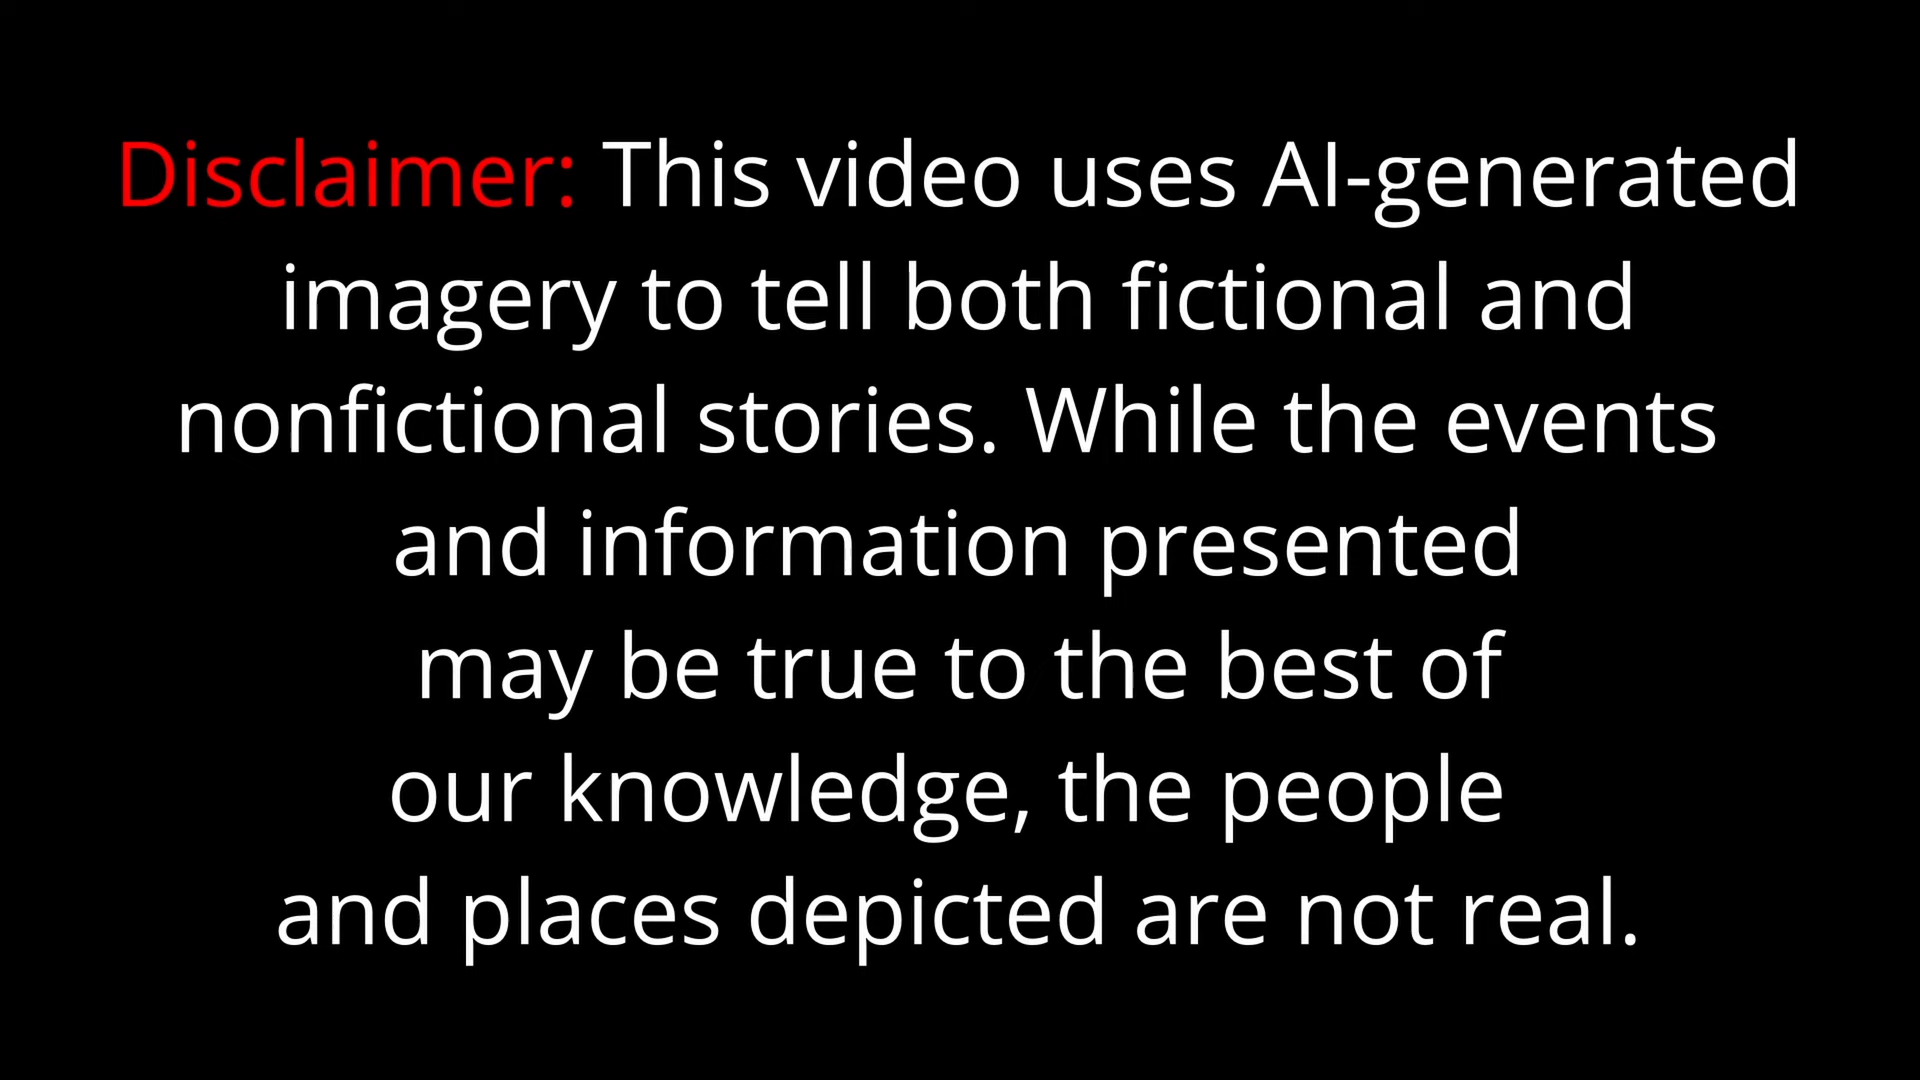 Disclaimer: This video uses AI-generated
imagery to tell both fictional and
nonfictional stories. While the events
and information presented
may be true to the best of
our knowledge, the people
and places depicted are not real.